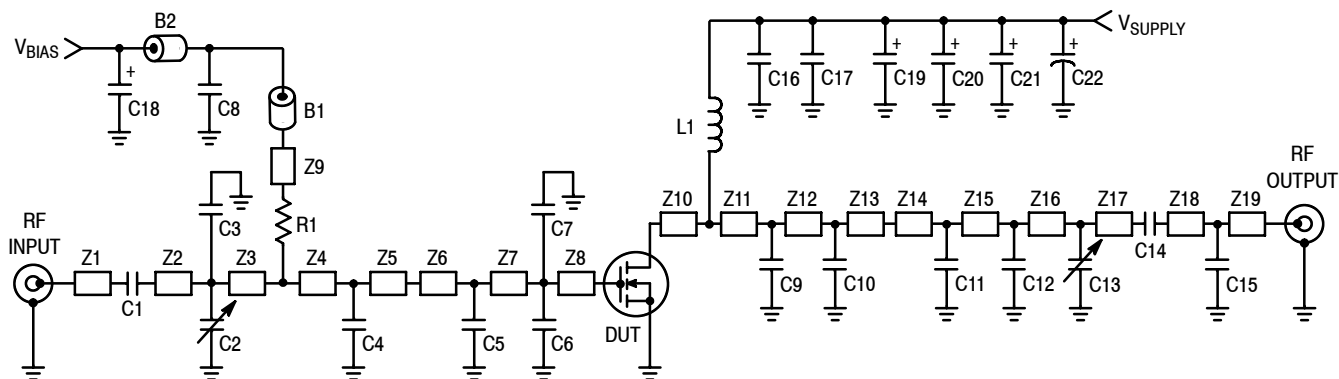 B2
V_BIAS
+
C18
C8
B1
Z9
R1
C3
RF
INPUT
Z1
C1
Z2
Z3
C2
Z4
C4
Z5
Z6
C5
Z7
C7
C6
Z8
DUT
V_SUPPLY
C16
C17
+
C19
+
C20
+
C21
+
C22
L1
Z10
Z11
C9
Z12
C10
Z13
Z14
C11
Z15
C12
Z16
C13
Z17
C14
Z18
C15
Z19
RF
OUTPUT